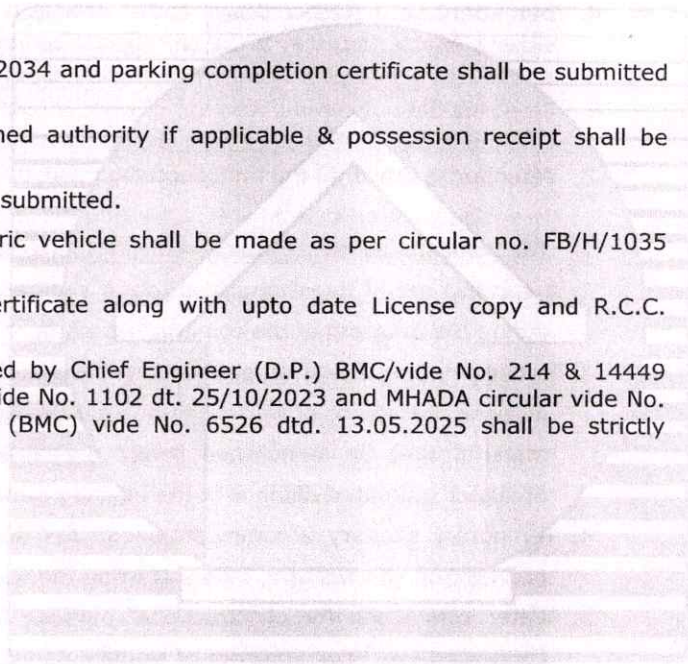 2034 and parking completion certificate shall be submitted
ned authority if applicable & possession receipt shall be
submitted.
ric vehicle shall be made as per circular no. FB/H/1035
ertificate along with upto date License copy and R.C.C.
ed by Chief Engineer (D.P.) BMC/vide No. 214 & 14449
ide No. 1102 dt. 25/10/2023 and MHADA circular vide No.
(BMC) vide No. 6526 dtd. 13.05.2025 shall be strictly